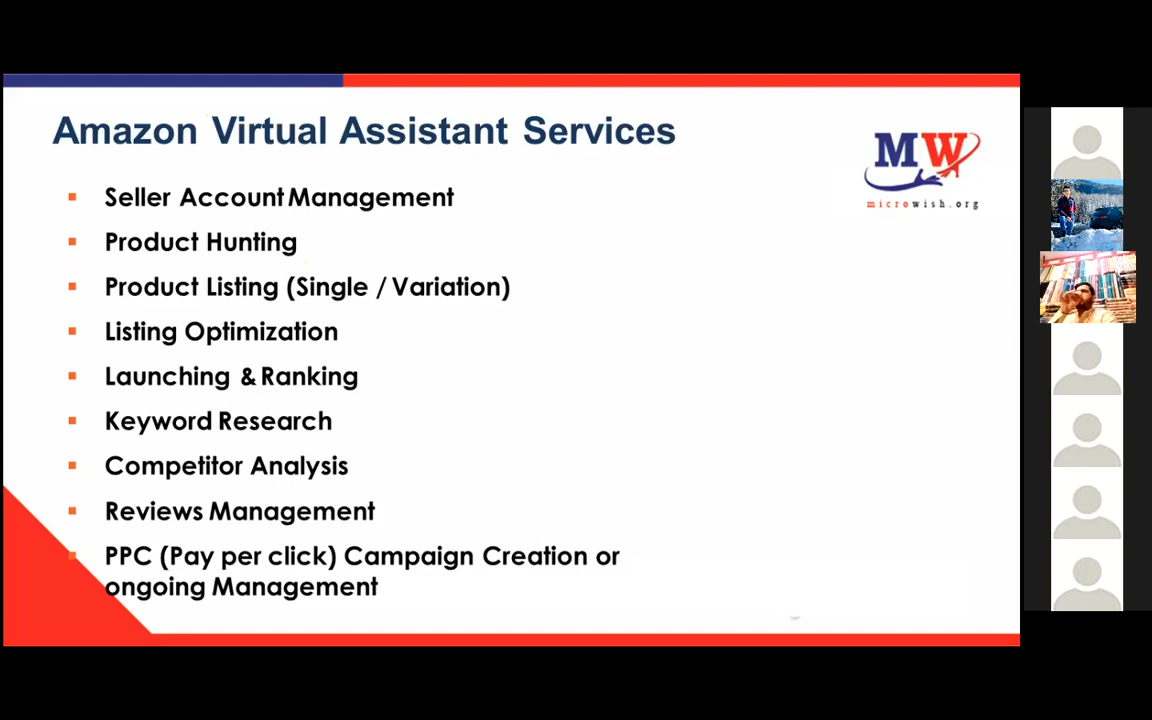 Amazon Virtual Assistant Services
MW
microwish.org
Seller Account Management
Product Hunting
Product Listing (Single / Variation)
Listing Optimization
Launching & Ranking
Keyword Research
Competitor Analysis
Reviews Management
PPC (Pay per click) Campaign Creation or
ongoing Management